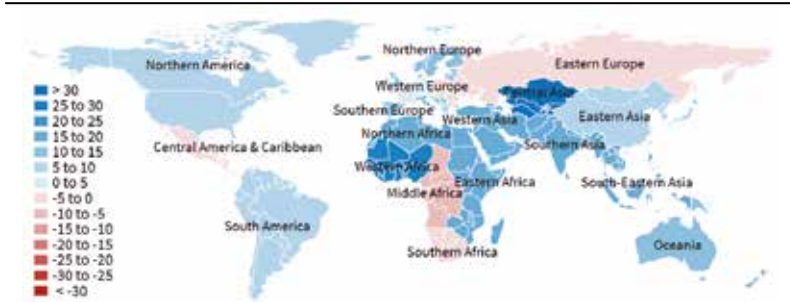 Northern Europe
Northern America
Eastern Europe
Western Europe
Central Asia
Southern Europe
Western Asia
Eastern Asia
Northern Africa
Central America & Caribbean
Southern Asia
Western Africa
Eastern Africa
South-Eastern Asia
Middle Africa
South America
Oceania
Southern Africa
> 30
25 to 30
20 to 25
15 to 20
10 to 15
5 to 10
0 to 5
-5 to 0
-10 to -5
-15 to -10
-20 to -15
-25 to -20
-30 to -25
< -30